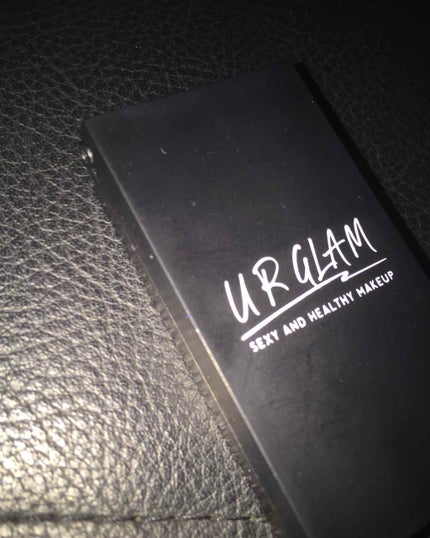 UR GLAM
SEXY AND HEALTHY MAKEUP